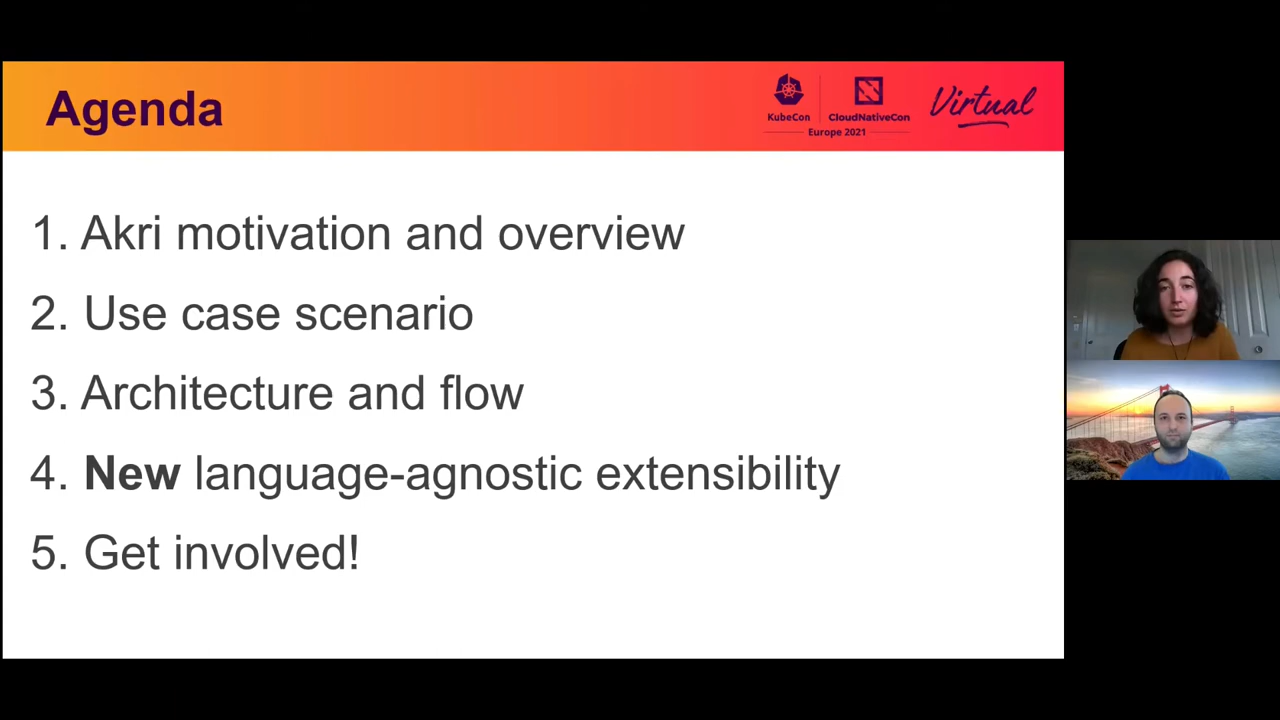 Agenda
KubeCon
CloudNativeCon
Europe 2021
Virtual
1. Akri motivation and overview
2. Use case scenario
3. Architecture and flow
4. New language-agnostic extensibility
5. Get involved!